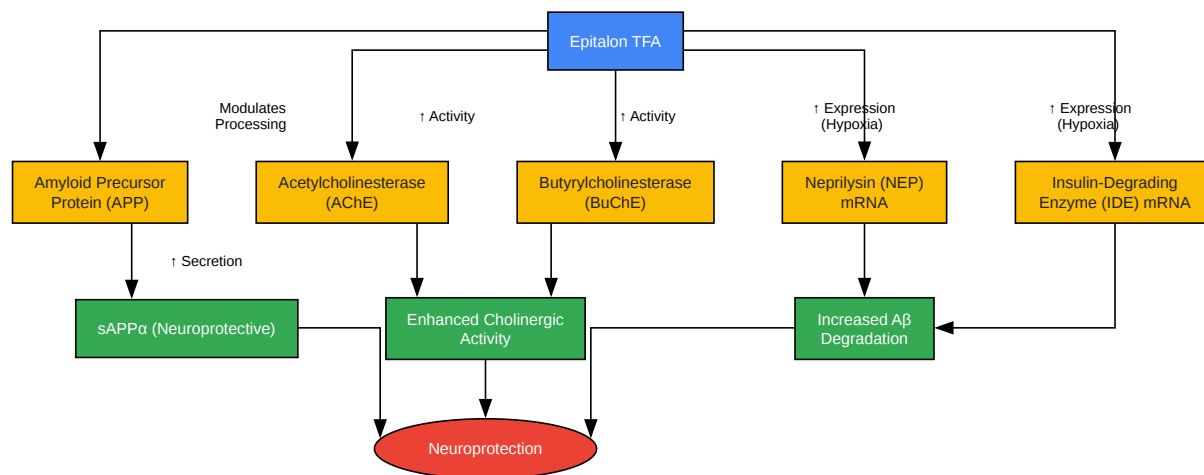 Epitalon TFA
Modulates
Processing
↑ Activity
↑ Activity
↑ Expression
(Hypoxia)
↑ Expression
(Hypoxia)
Amyloid Precursor
Protein (APP)
Acetylcholinesterase
(AChE)
Butyrylcholinesterase
(BuChE)
Neprilysin (NEP)
mRNA
Insulin-Degrading
Enzyme (IDE) mRNA
↑ Secretion
sAPPα (Neuroprotective)
Enhanced Cholinergic
Activity
Increased Aβ
Degradation
Neuroprotection